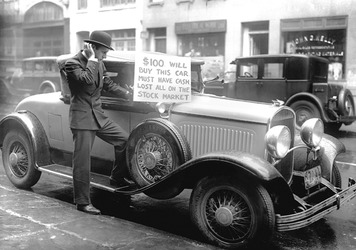 $100 WILL
BUY THIS CAR
MUST HAVE CASH
LOST ALL ON THE
STOCK MARKET